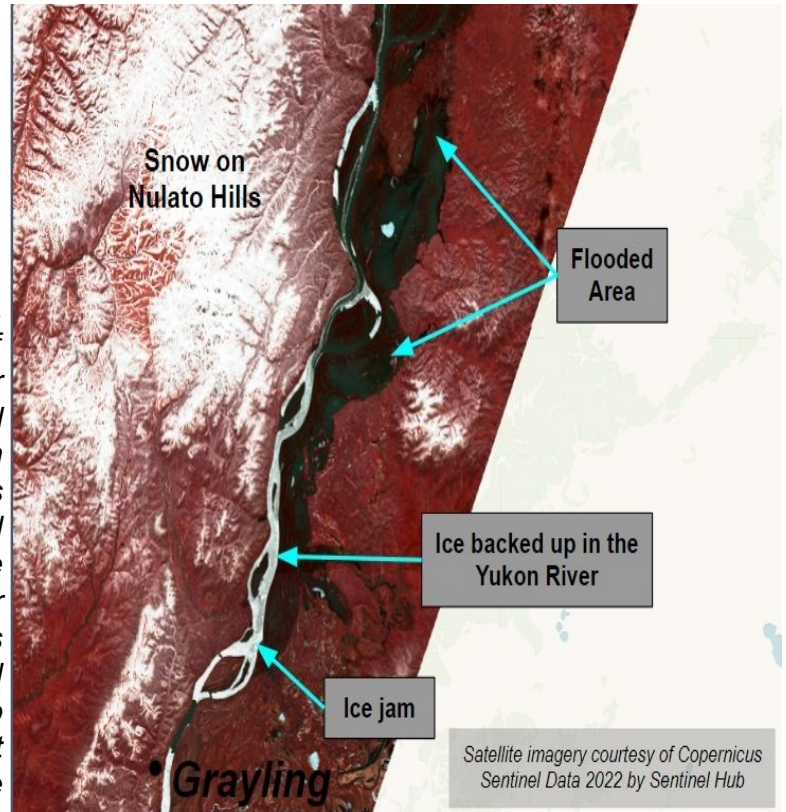 Snow on
Nulato Hills
Flooded
Area
Ice backed up in the
Yukon River
Ice jam
Grayling
Satellite imagery courtesy of Copernicus
Sentinel Data 2022 by Sentinel Hub